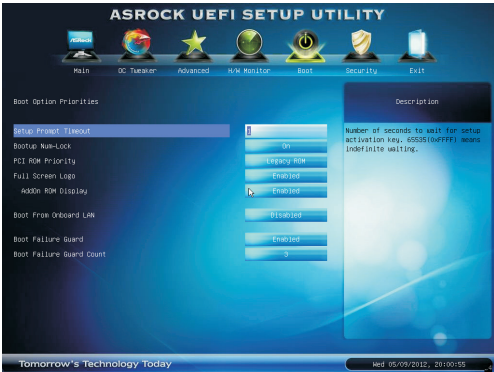 ASROCK UEFI SETUP UTILITY
ASRock
Main OC Tweaker Advanced H/W Monitor Boot Security Exit
Boot Option Priorities
Description
Setup Prompt Timeout 1
Number of seconds to wait for setup
activation key. 65535(0xFFFF) means
indefinite waiting.
Bootup Num-Lock On
PCI ROM Priority Legacy ROM
Full Screen Logo Enabled
AddOn ROM Display Enabled
Boot From Onboard LAN Disabled
Boot Failure Guard Enabled
Boot Failure Guard Count
Tomorrow's Technology Today
Wed 05/09/2012, 20:00:55